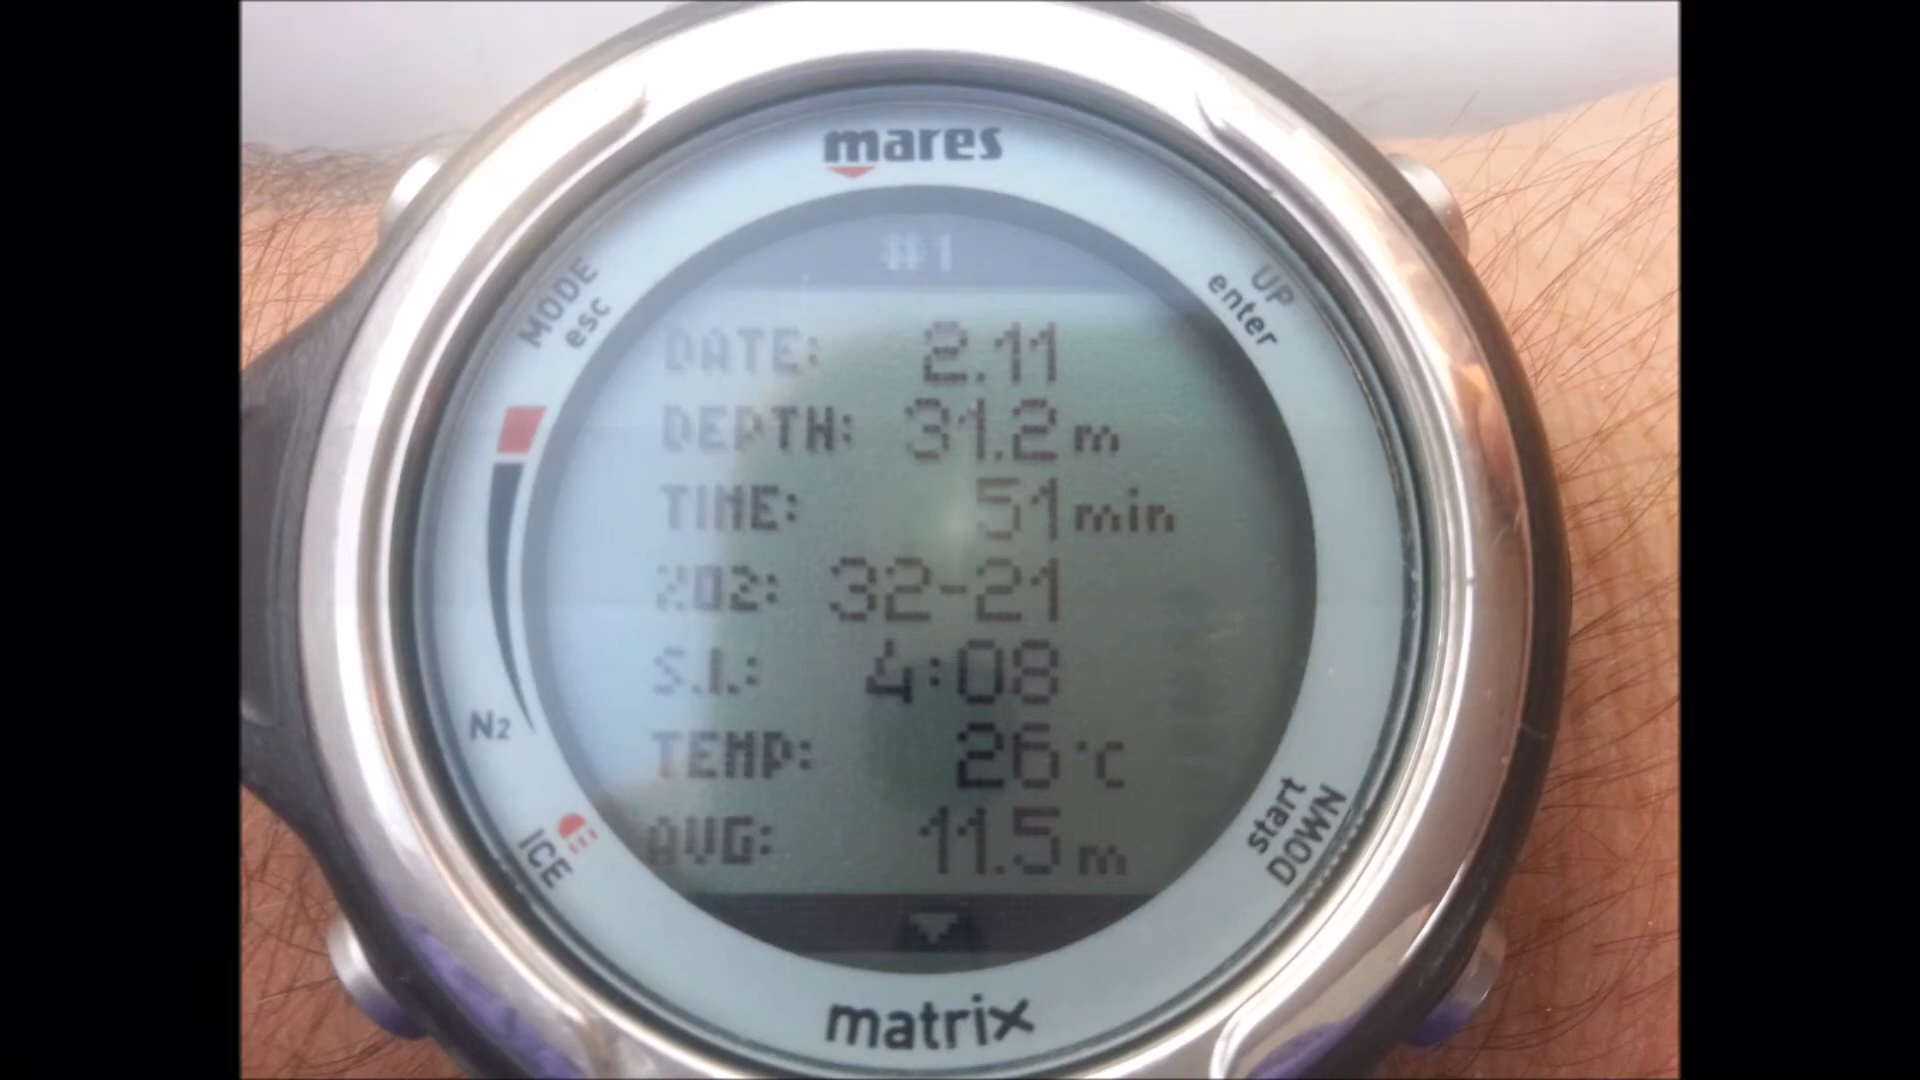 mares
#1
MODE
esc
UP
enter
DATE: 2.11
DEPTH: 31.2 m
TIME: 51 min
%O2: 32-21
S.I.: 4:08
TEMP: 26 °C
AVG: 11.5 m
N2
ICE
start
DOWN
matrix